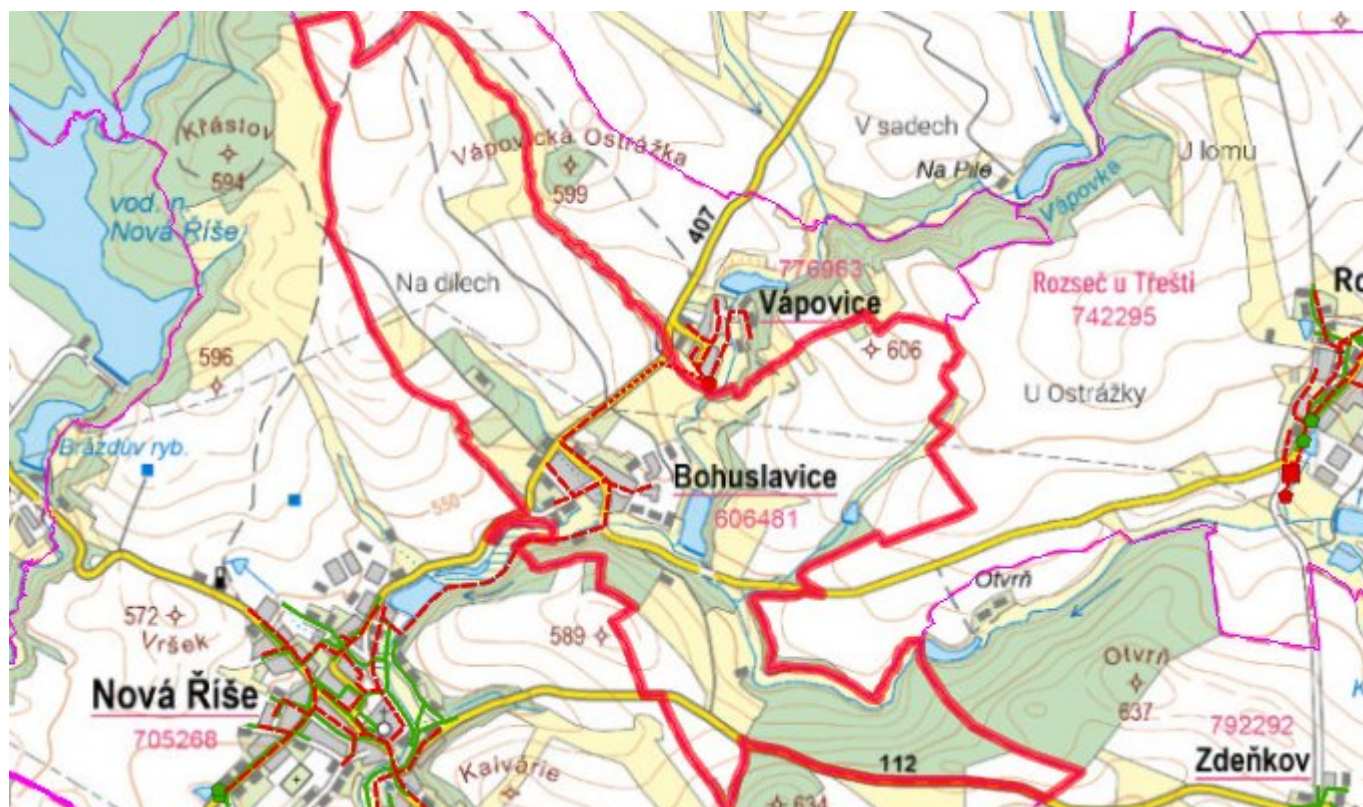 Křástov
594
vod. n.
Nová Říše
Vápovická Ostrážka
599
V sadech
Na Pile
U lomu
Vápovka
407
Na dílech
776963
Vápovice
Rozseč u Třešti
742295
Ro
606
596
U Ostrážky
Brázdův ryb.
550
Bohuslavice
606481
Otvrň
572
Vršek
589
Otvrň
637
Nová Říše
705268
792292
Zdeňkov
112
Kalvárie
634
K